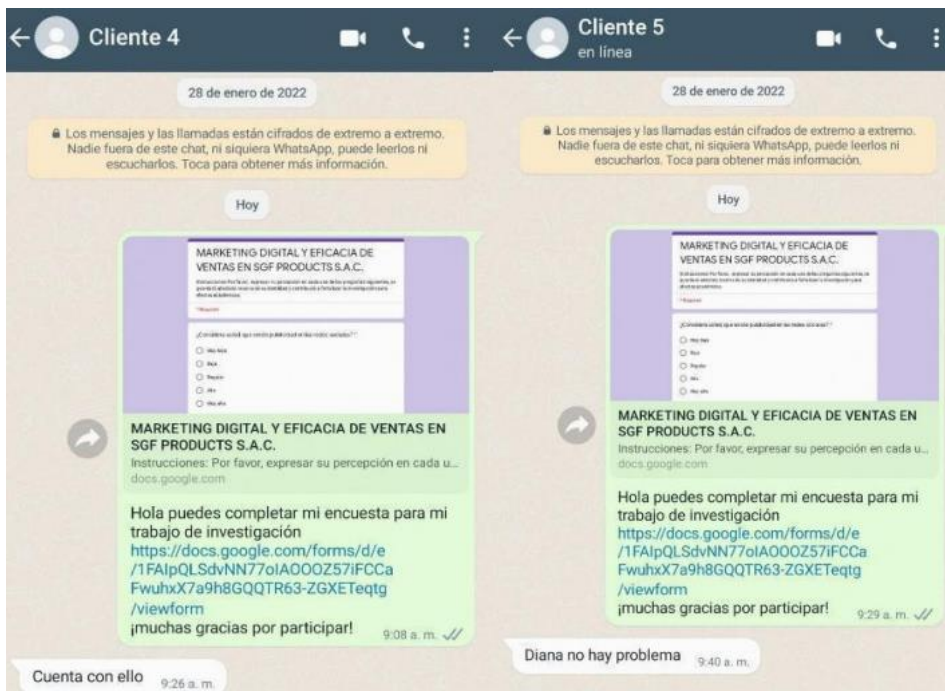 Cliente 4
28 de enero de 2022
Los mensajes y las llamadas están cifrados de extremo a extremo.
Nadie fuera de este chat, ni siquiera WhatsApp, puede leerlos ni
escucharlos. Toca para obtener más información.
Hoy
MARKETING DIGITAL Y EFICACIA DE
VENTAS EN SGF PRODUCTS S.A.C.
Muy baja
Baja
Regular
Alta
Muy alta
MARKETING DIGITAL Y EFICACIA DE VENTAS EN
SGF PRODUCTS S.A.C.
Instrucciones: Por favor, expresar su percepción en cada u...
docs.google.com
Hola puedes completar mi encuesta para mi
trabajo de investigación
https://docs.google.com/forms/d/e
/1FAIpQLSdvNN77oIAOOOZ57iFCCa
FwuhxX7a9h8GQQTR63-ZGXETeqtg
/viewform
¡muchas gracias por participar!
9:08 a. m.
Cuenta con ello
9:26 a. m.
Cliente 5
en línea
28 de enero de 2022
Los mensajes y las llamadas están cifrados de extremo a extremo.
Nadie fuera de este chat, ni siquiera WhatsApp, puede leerlos ni
escucharlos. Toca para obtener más información.
Hoy
MARKETING DIGITAL Y EFICACIA DE
VENTAS EN SGF PRODUCTS S.A.C.
MARKETING DIGITAL Y EFICACIA DE VENTAS EN
SGF PRODUCTS S.A.C.
Instrucciones: Por favor, expresar su percepción en cada u...
docs.google.com
Hola puedes completar mi encuesta para mi
trabajo de investigación
https://docs.google.com/forms/d/e
/1FAIpQLSdvNN77oIAOOOZ57iFCCa
FwuhxX7a9h8GQQTR63-ZGXETeqtg
/viewform
¡muchas gracias por participar!
9:29 a. m.
Diana no hay problema
9:40 a. m.